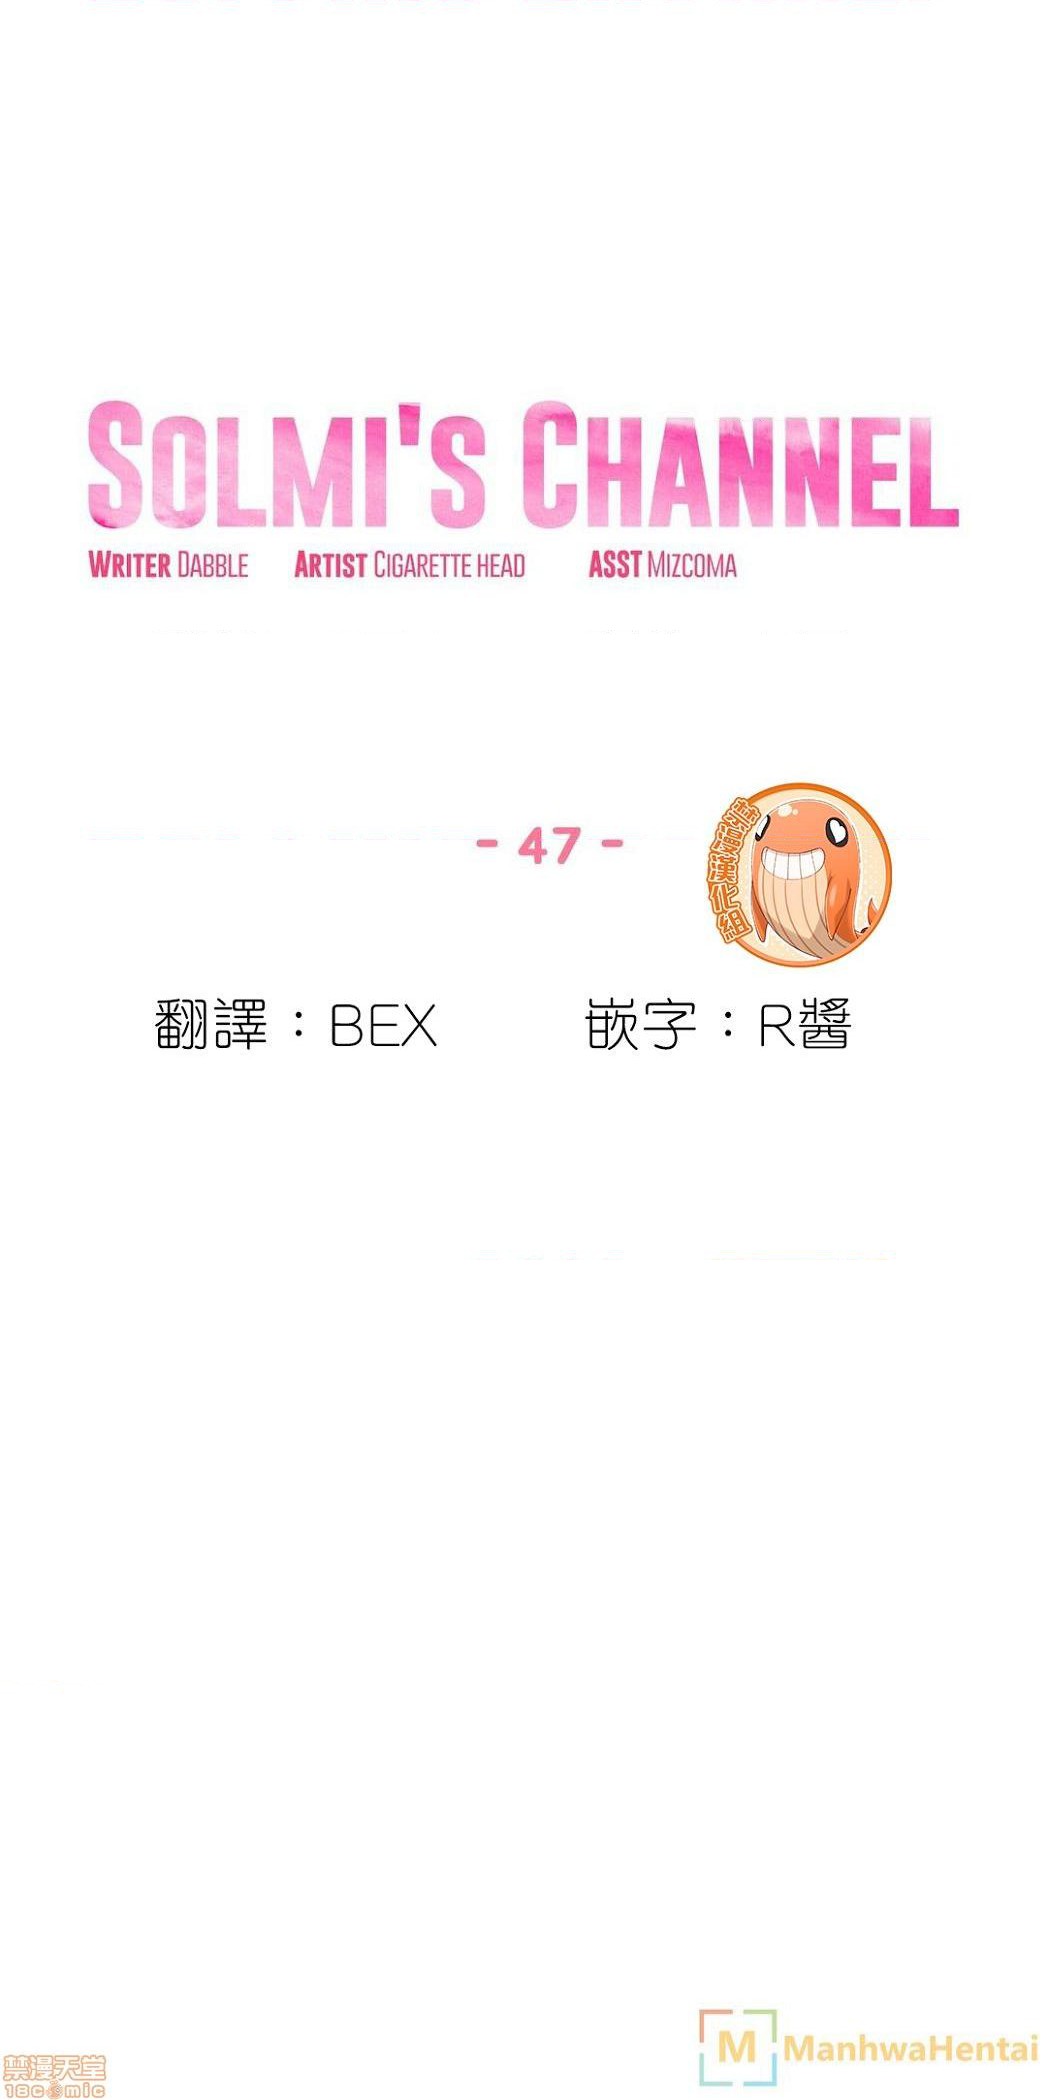 SOLMI'S CHANNEL
WRITER DABBLE ARTIST CIGARETTE HEAD ASST MIZCOMA
- 47 -
漢化組
翻譯：BEX 嵌字：R醬
M ManhwaHentai
禁漫天堂
18comic